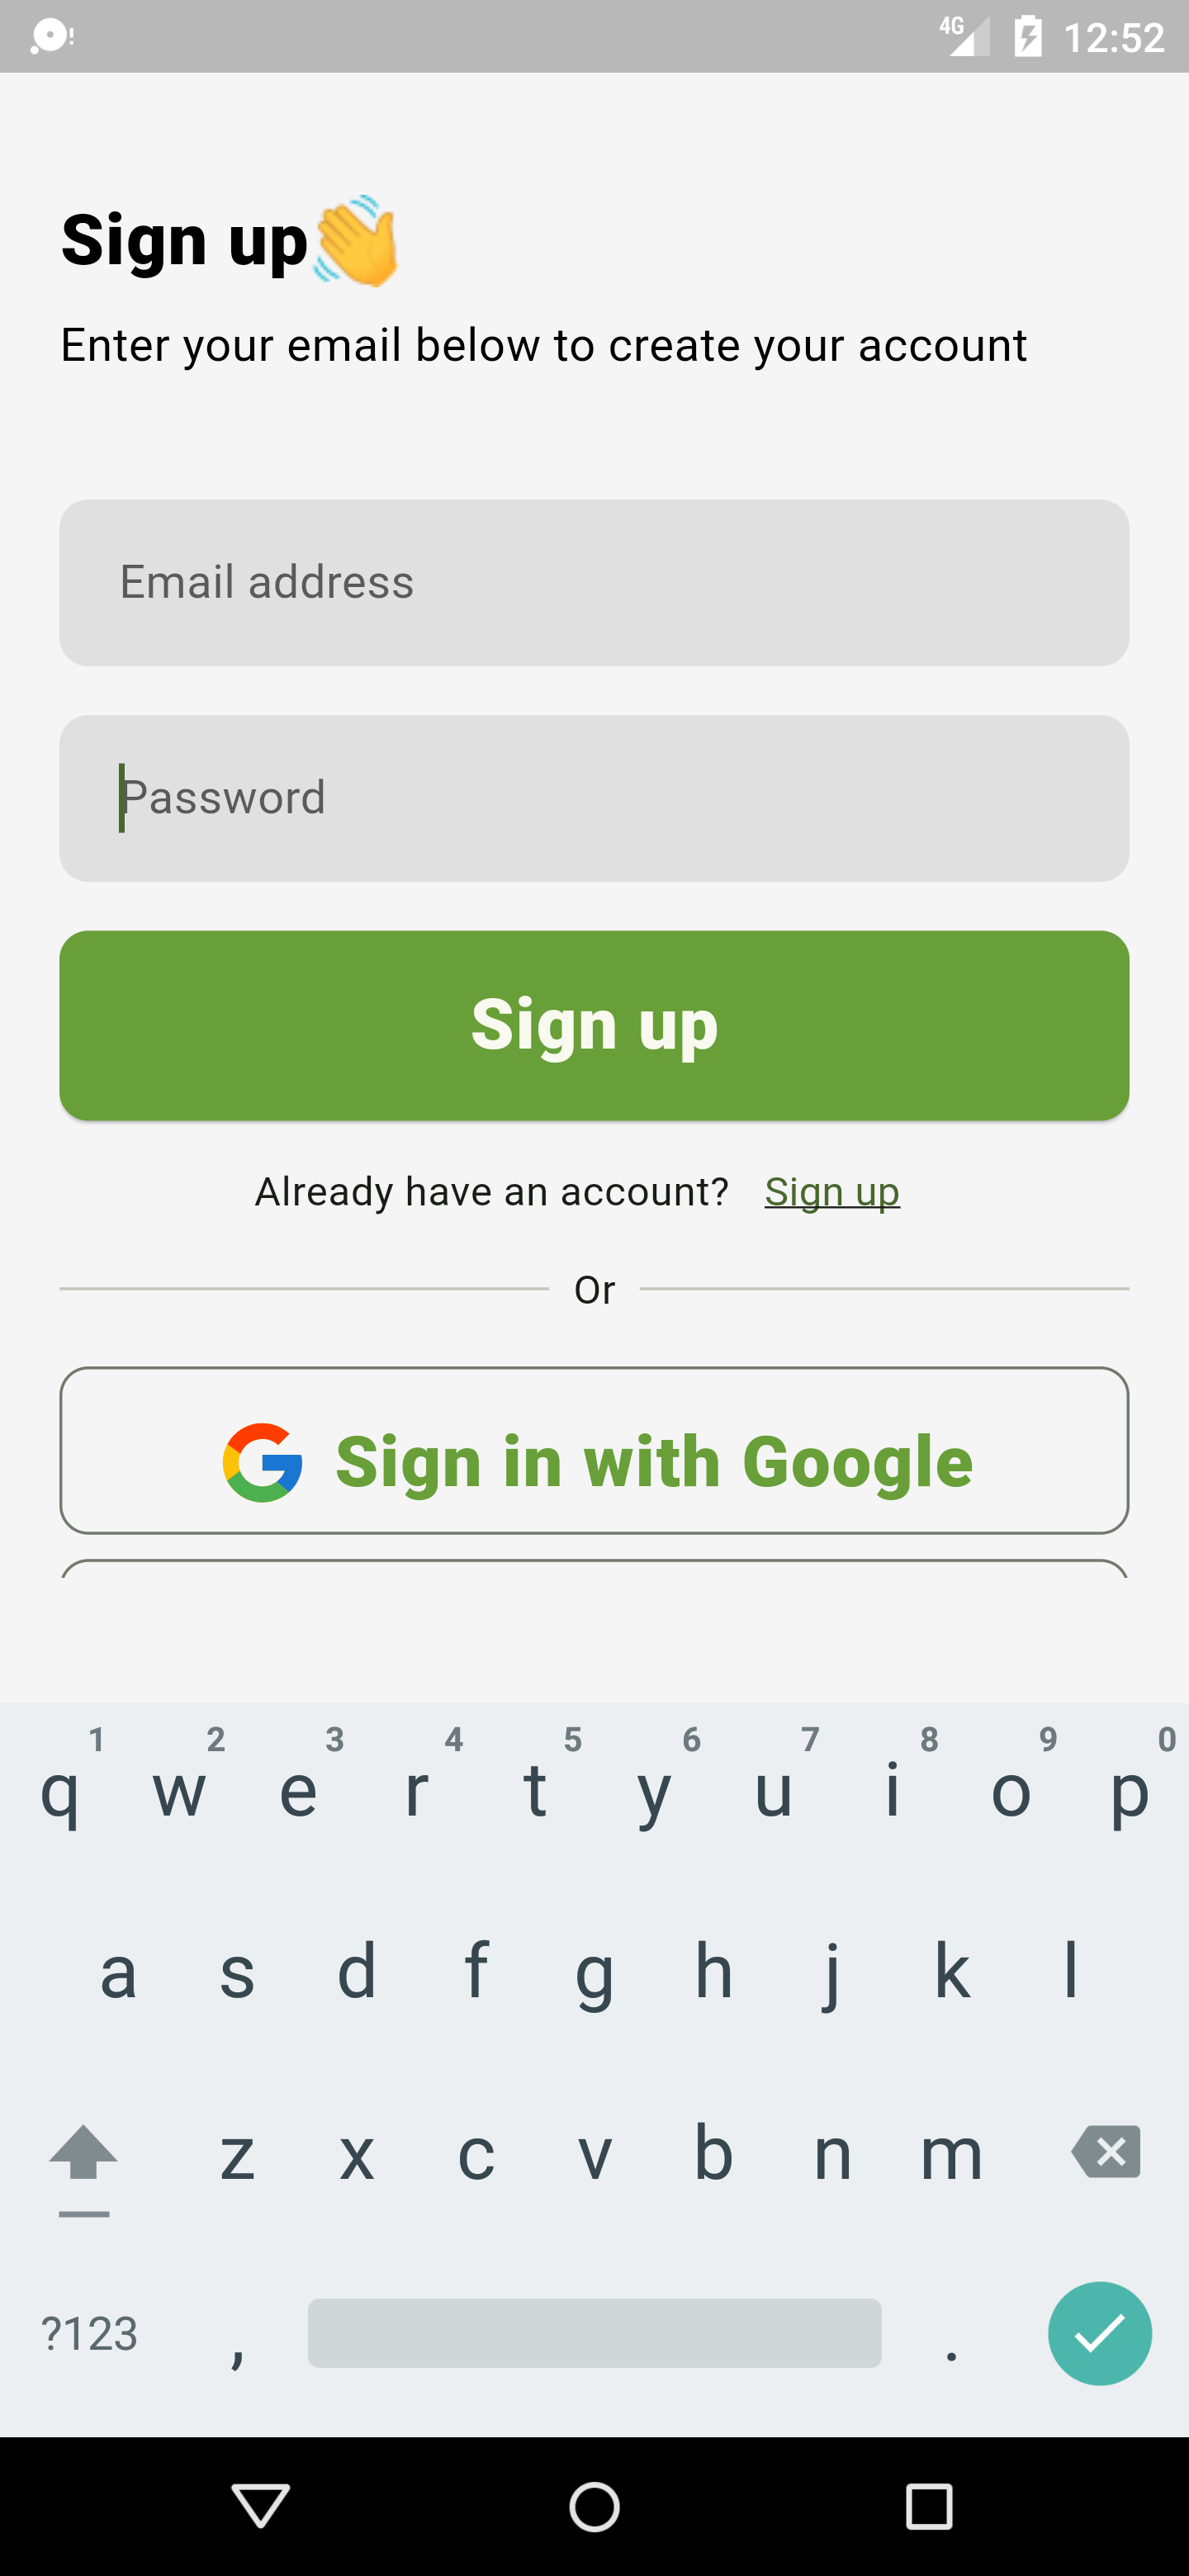 4G 12:52
Sign up👋
Enter your email below to create your account
Email address
Password
Sign up
Already have an account? Sign up
Or
Sign in with Google
1 2 3 4 5 6 7 8 9 0
q w e r t y u i o p
a s d f g h j k l
z x c v b n m
?123 , .